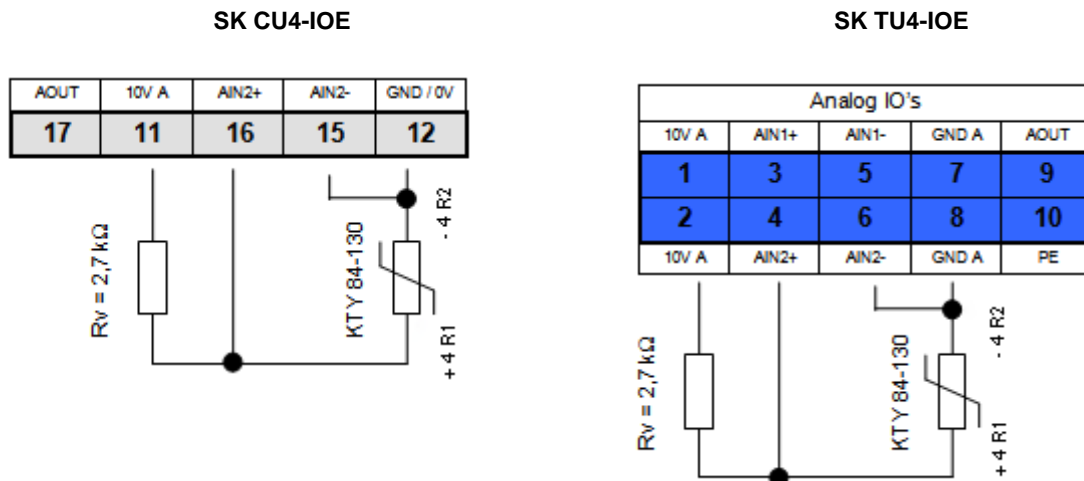 SK CU4-IOE
SK TU4-IOE
AOUT 10V A AIN2+ AIN2- GND / 0V
17 11 16 15 12
Rv = 2,7 kΩ
KTY 84-130
- 4 R2
+ 4 R1
Analog IO's
10V A AIN1+ AIN1- GND A AOUT
1 3 5 7 9
2 4 6 8 10
10V A AIN2+ AIN2- GND A PE
Rv = 2,7 kΩ
KTY 84-130
- 4 R2
+ 4 R1